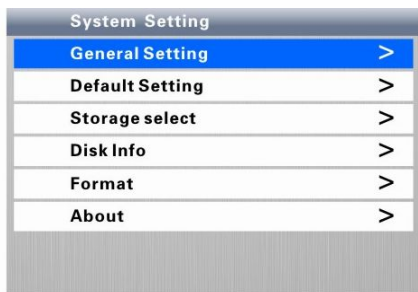 System Setting
General Setting >
Default Setting >
Storage select >
Disk Info >
Format >
About >